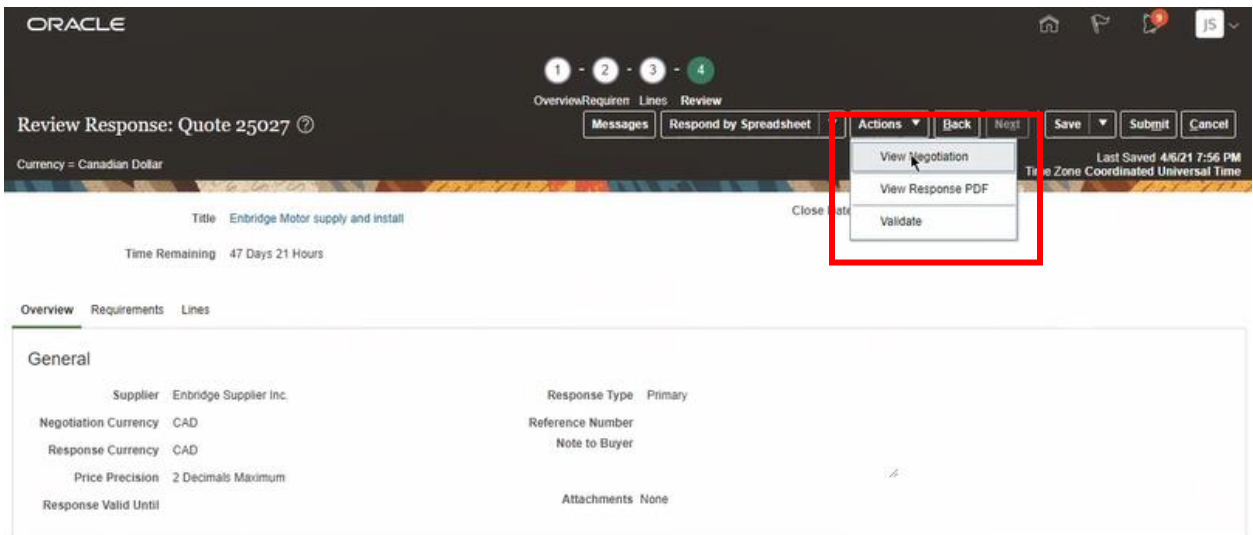 ORACLE
9
JS
1 - 2 - 3 - 4
Overview Requirem Lines Review
Review Response: Quote 25027 ?
Messages Respond by Spreadsheet Actions Back Next Save Submit Cancel
Currency = Canadian Dollar
Last Saved 4/6/21 7:56 PM
Time Zone Coordinated Universal Time
View Negotiation
View Response PDF
Validate
Title Enbridge Motor supply and install
Close Date
Time Remaining 47 Days 21 Hours
Overview Requirements Lines
General
Supplier Enbridge Supplier Inc.
Negotiation Currency CAD
Response Currency CAD
Price Precision 2 Decimals Maximum
Response Valid Until
Response Type Primary
Reference Number
Note to Buyer
Attachments None